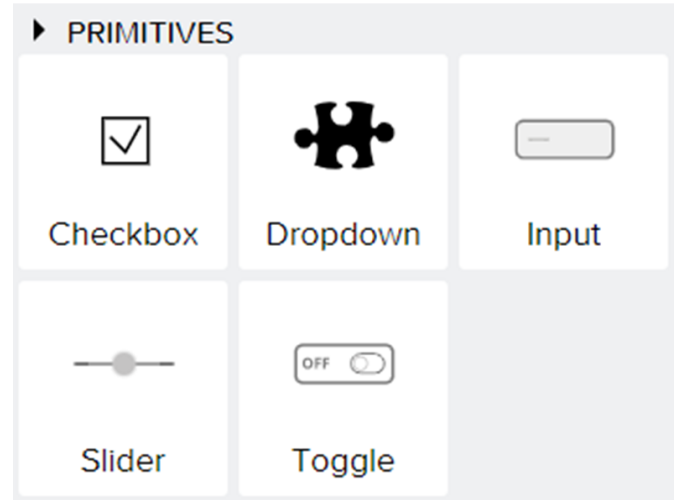 PRIMITIVES
Checkbox
Dropdown
Input
OFF
Slider
Toggle